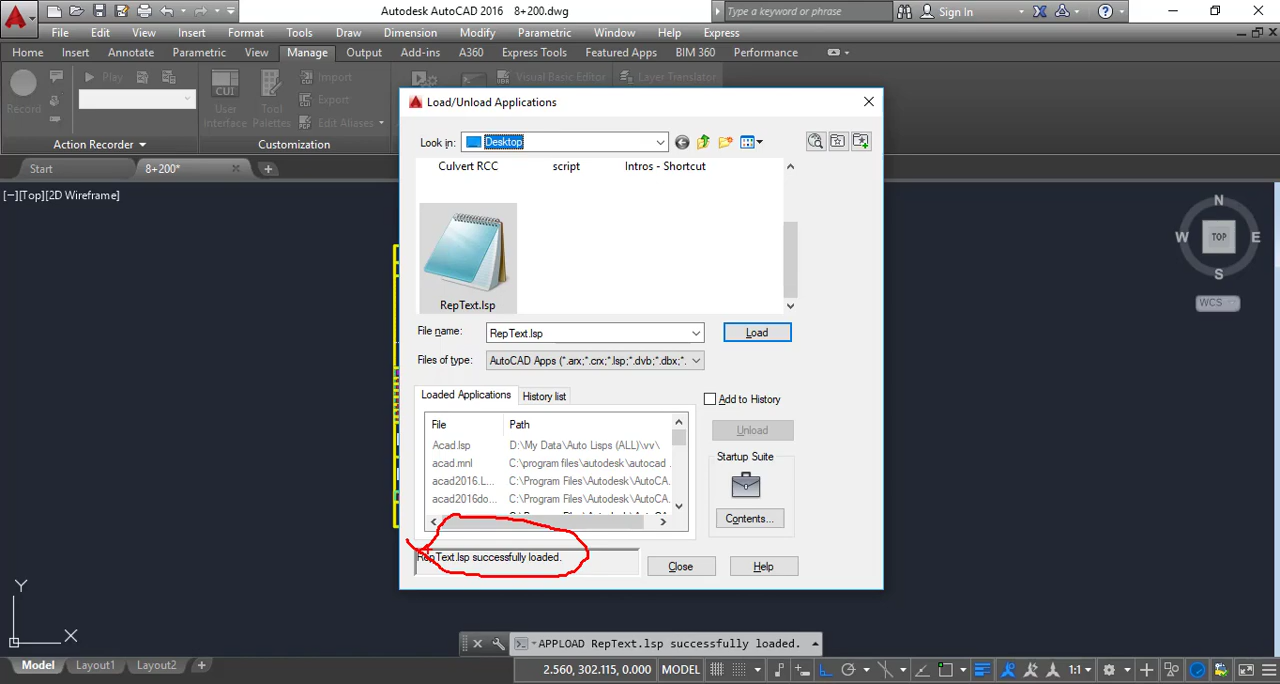 Autodesk AutoCAD 2016 8+200.dwg
Type a keyword or phrase
Sign In
File Edit View Insert Format Tools Draw Dimension Modify Parametric Window Help Express
Home Insert Annotate Parametric View Manage Output Add-ins A360 Express Tools Featured Apps BIM 360 Performance
Record
Play
CUI
User Interface
Tool Palettes
Import
Export
Edit Aliases
Visual Basic Editor
Layer Translator
Action Recorder
Customization
Start
8+200*
[−][Top][2D Wireframe]
Load/Unload Applications
Look in:
Desktop
Culvert RCC
script
Intros - Shortcut
RepText.lsp
File name:
RepText.lsp
Load
Files of type:
AutoCAD Apps (*.arx;*.crx;*.lsp;*.dvb;*.dbx;*.
Loaded Applications
History list
Add to History
File Path
Acad.lsp D:\My Data\Auto Lisps (ALL)\vv\
acad.mnl C:\program files\autodesk\autocad
acad2016.L... C:\Program Files\Autodesk\AutoCA...
acad2016do... C:\Program Files\Autodesk\AutoCA...
Unload
Startup Suite
Contents...
RepText.lsp successfully loaded.
Close
Help
N
W
TOP
E
S
WCS
Y
X
APPLOAD RepText.lsp successfully loaded.
Model Layout1 Layout2
2.560, 302.115, 0.000
MODEL
1:1